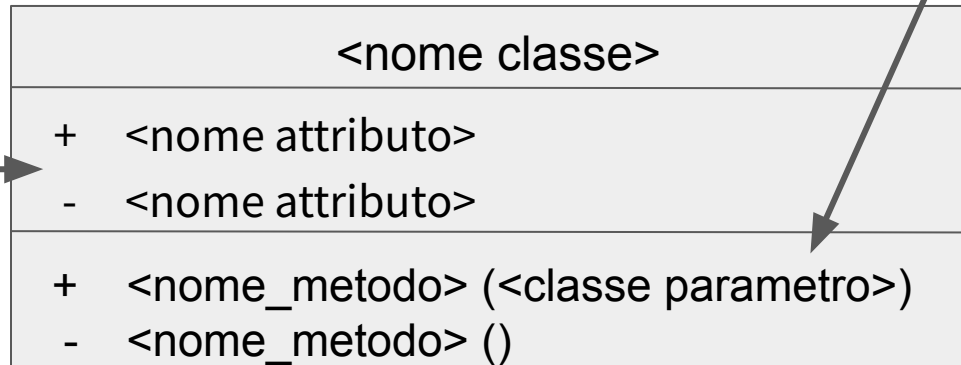 <nome classe>
+ <nome attributo>
- <nome attributo>
+ <nome_metodo> (<classe parametro>)
- <nome_metodo> ()